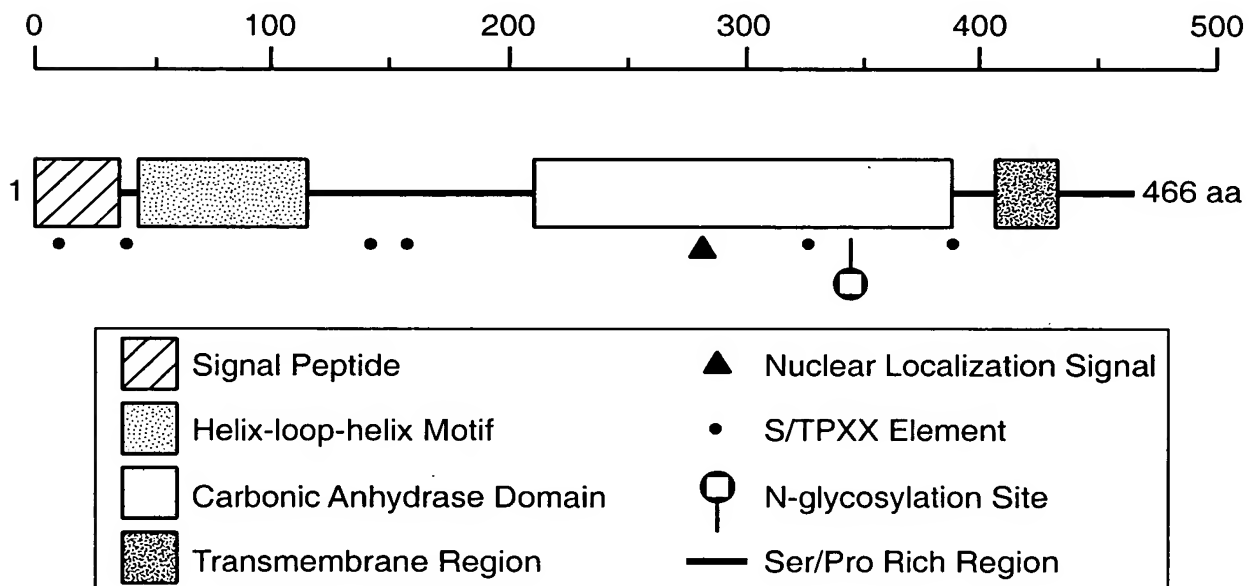 0 100 200 300 400 500
1 466 aa
Signal Peptide
Helix-loop-helix Motif
Carbonic Anhydrase Domain
Transmembrane Region
Nuclear Localization Signal
S/TPXX Element
N-glycosylation Site
Ser/Pro Rich Region